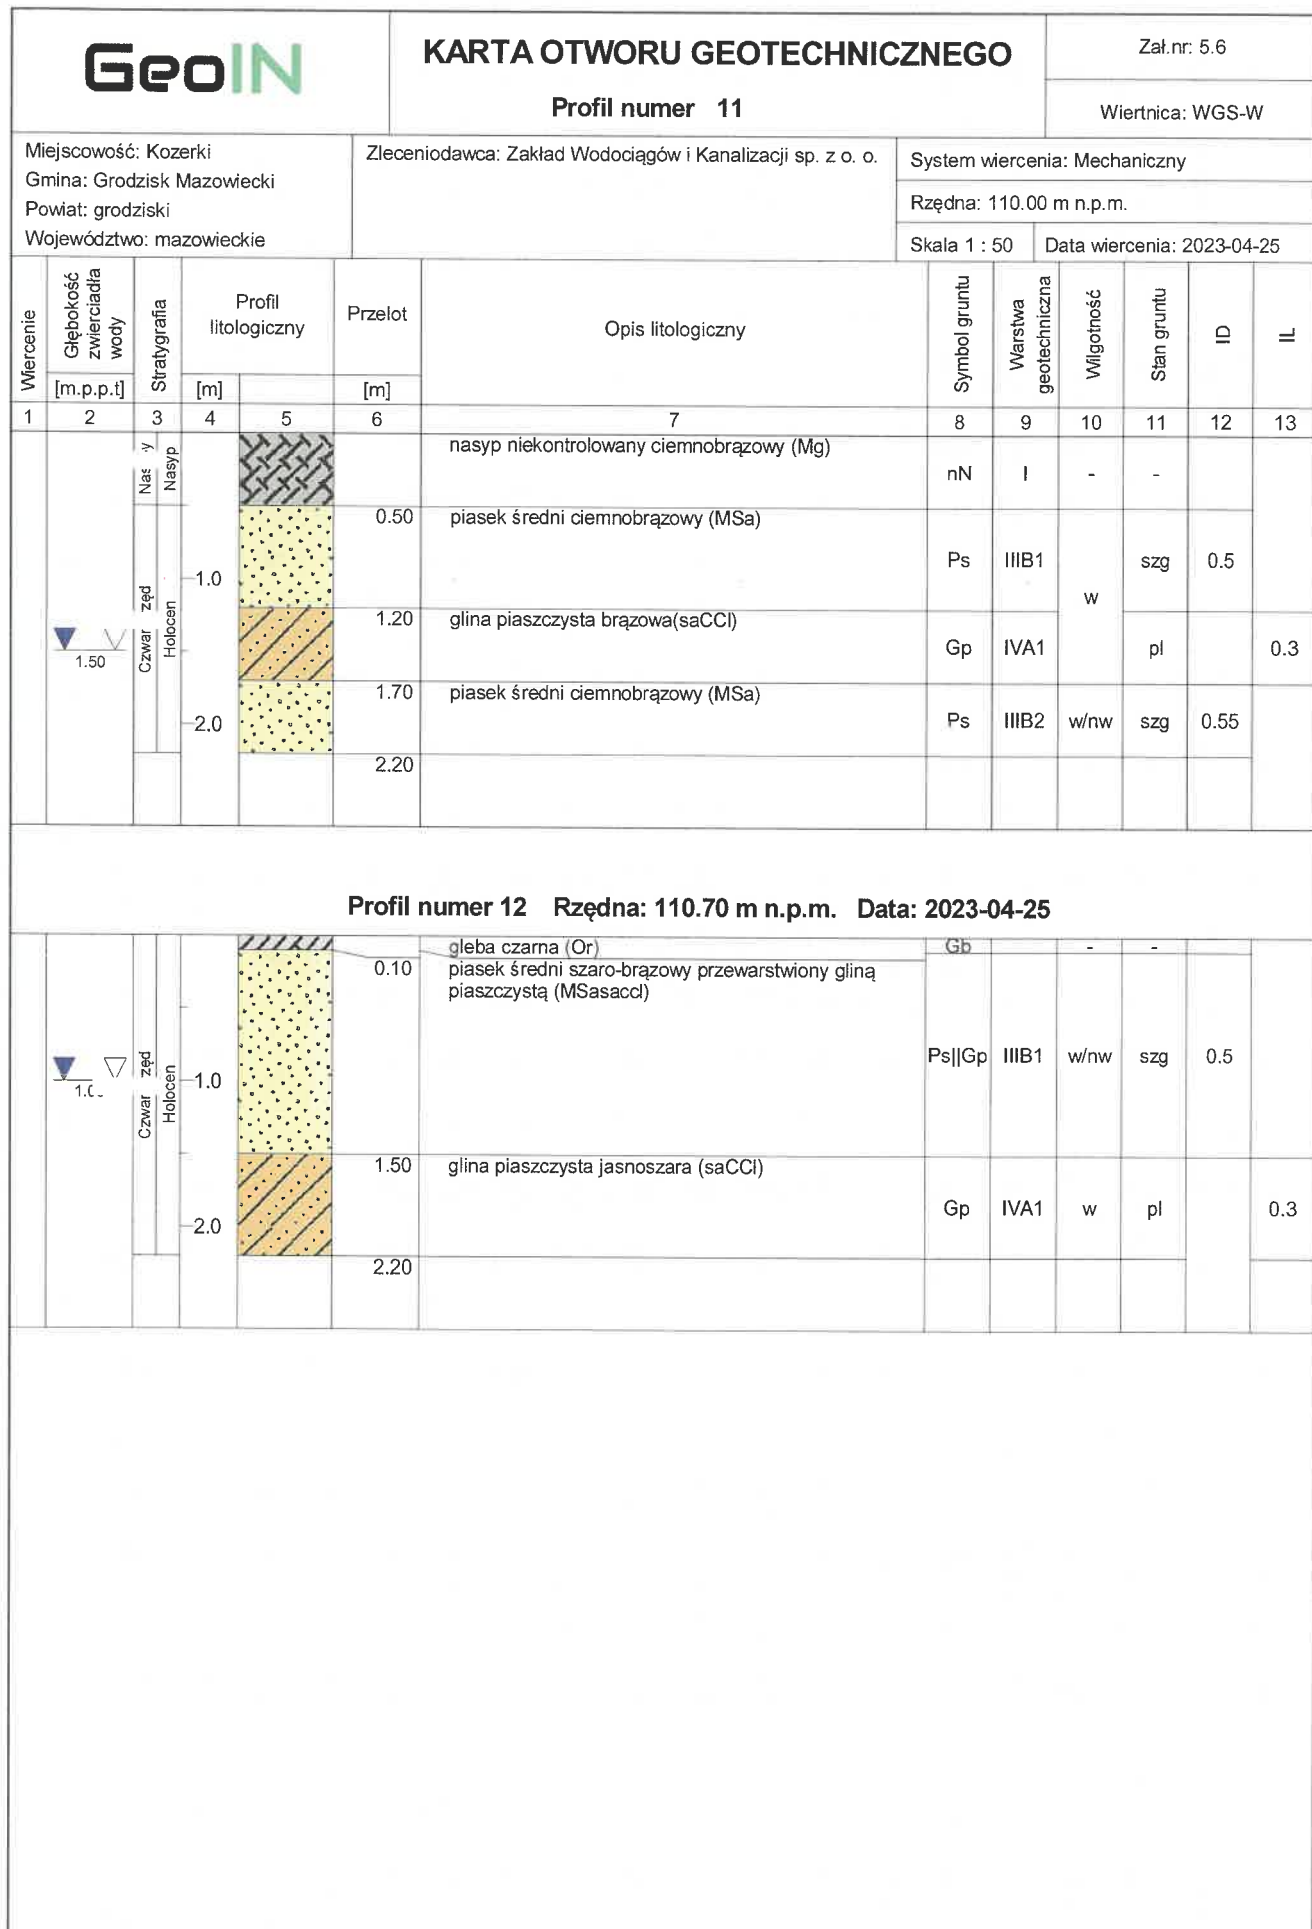 GeoIN
KARTA OTWORU GEOTECHNICZNEGO
Profil numer 11
Zał.nr: 5.6
Wiertnica: WGS-W
Miejscowość: Kozerki
Gmina: Grodzisk Mazowiecki
Powiat: grodziski
Województwo: mazowieckie
Zleceniodawca: Zakład Wodociągów i Kanalizacji sp. z o. o.
System wiercenia: Mechaniczny
Rzędna: 110.00 m n.p.m.
Skala 1 : 50 Data wiercenia: 2023-04-25
Wiercenie
Głębokość zwierciadła wody
[m.p.p.t]
Stratygrafia
Profil litologiczny
[m]
Przelot
[m]
Opis litologiczny
Symbol gruntu
Warstwa geotechniczna
Wilgotność
Stan gruntu
ID
IL
1 2 3 4 5 6 7 8 9 10 11 12 13
Nasyp
nasyp niekontrolowany ciemnobrązowy (Mg)
nN I - -
0.50 piasek średni ciemnobrązowy (MSa)
Ps IIIB1 szg 0.5
1.0
w
Holocen
1.20 glina piaszczysta brązowa(saCCl)
Gp IVA1 pl 0.3
1.50
1.70 piasek średni ciemnobrązowy (MSa)
2.0
Ps IIIB2 w/nw szg 0.55
2.20
Profil numer 12 Rzędna: 110.70 m n.p.m. Data: 2023-04-25
gleba czarna (Or)
Gb - -
0.10 piasek średni szaro-brązowy przewarstwiony gliną
piaszczystą (MSasaccl)
Ps||Gp IIIB1 w/nw szg 0.5
1.0
Holocen
1.50 glina piaszczysta jasnoszara (saCCl)
Gp IVA1 w pl 0.3
2.0
2.20